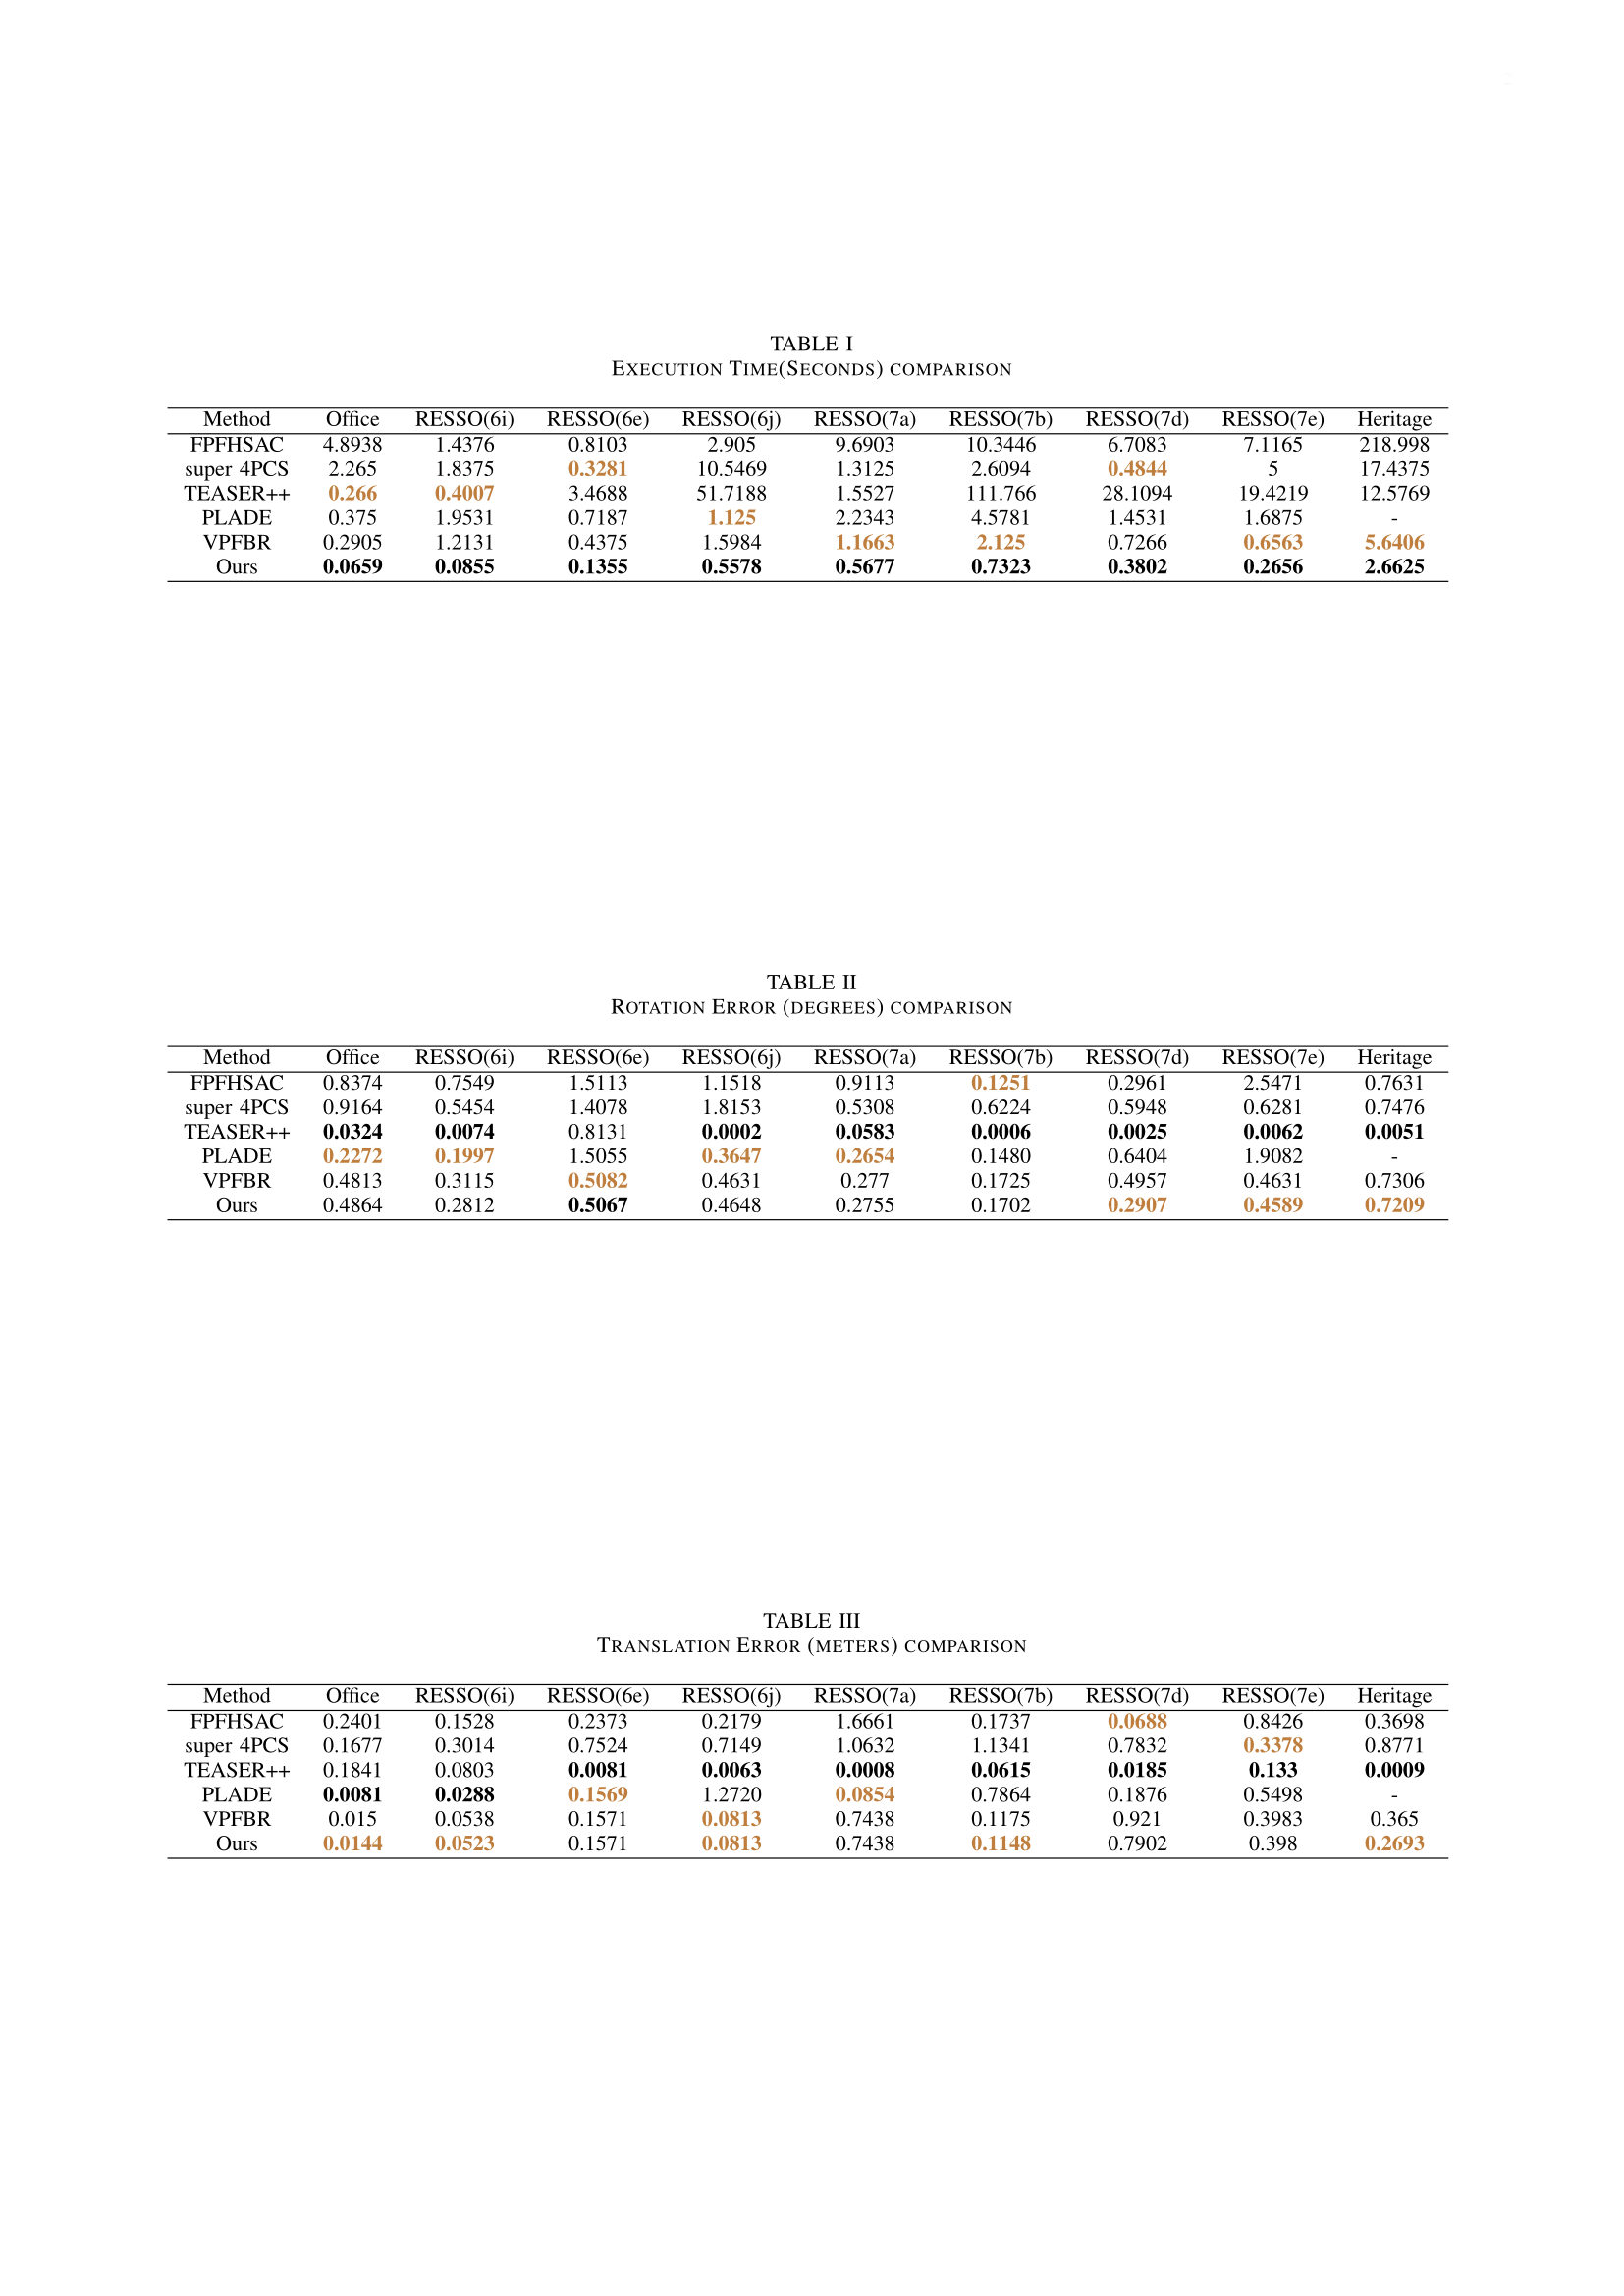 TABLE I
EXECUTION TIME(SECONDS) COMPARISON
Method Office RESSO(6i) RESSO(6e) RESSO(6j) RESSO(7a) RESSO(7b) RESSO(7d) RESSO(7e) Heritage
FPFHSAC 4.8938 1.4376 0.8103 2.905 9.6903 10.3446 6.7083 7.1165 218.998
super 4PCS 2.265 1.8375 0.3281 10.5469 1.3125 2.6094 0.4844 5 17.4375
TEASER++ 0.266 0.4007 3.4688 51.7188 1.5527 111.766 28.1094 19.4219 12.5769
PLADE 0.375 1.9531 0.7187 1.125 2.2343 4.5781 1.4531 1.6875 -
VPFBR 0.2905 1.2131 0.4375 1.5984 1.1663 2.125 0.7266 0.6563 5.6406
Ours 0.0659 0.0855 0.1355 0.5578 0.5677 0.7323 0.3802 0.2656 2.6625
TABLE II
ROTATION ERROR (DEGREES) COMPARISON
Method Office RESSO(6i) RESSO(6e) RESSO(6j) RESSO(7a) RESSO(7b) RESSO(7d) RESSO(7e) Heritage
FPFHSAC 0.8374 0.7549 1.5113 1.1518 0.9113 0.1251 0.2961 2.5471 0.7631
super 4PCS 0.9164 0.5454 1.4078 1.8153 0.5308 0.6224 0.5948 0.6281 0.7476
TEASER++ 0.0324 0.0074 0.8131 0.0002 0.0583 0.0006 0.0025 0.0062 0.0051
PLADE 0.2272 0.1997 1.5055 0.3647 0.2654 0.1480 0.6404 1.9082 -
VPFBR 0.4813 0.3115 0.5082 0.4631 0.277 0.1725 0.4957 0.4631 0.7306
Ours 0.4864 0.2812 0.5067 0.4648 0.2755 0.1702 0.2907 0.4589 0.7209
TABLE III
TRANSLATION ERROR (METERS) COMPARISON
Method Office RESSO(6i) RESSO(6e) RESSO(6j) RESSO(7a) RESSO(7b) RESSO(7d) RESSO(7e) Heritage
FPFHSAC 0.2401 0.1528 0.2373 0.2179 1.6661 0.1737 0.0688 0.8426 0.3698
super 4PCS 0.1677 0.3014 0.7524 0.7149 1.0632 1.1341 0.7832 0.3378 0.8771
TEASER++ 0.1841 0.0803 0.0081 0.0063 0.0008 0.0615 0.0185 0.133 0.0009
PLADE 0.0081 0.0288 0.1569 1.2720 0.0854 0.7864 0.1876 0.5498 -
VPFBR 0.015 0.0538 0.1571 0.0813 0.7438 0.1175 0.921 0.3983 0.365
Ours 0.0144 0.0523 0.1571 0.0813 0.7438 0.1148 0.7902 0.398 0.2693